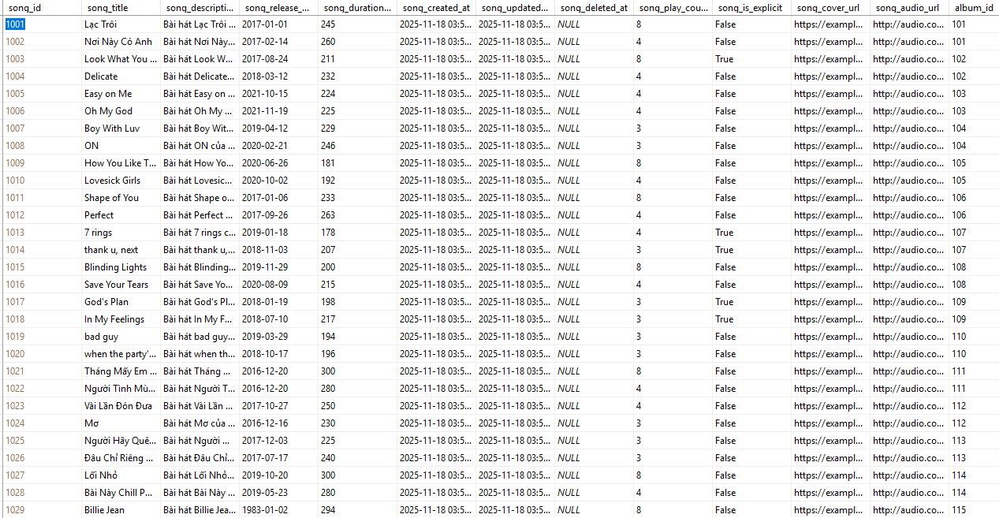 song_id song_title song_descripti... song_release_... song_duration... song_created_at song_updated... song_deleted_at song_play_cou... song_is_explicit song_cover_url song_audio_url album_id
1001 Lạc Trôi Bài hát Lạc Trôi ... 2017-01-01 245 2025-11-18 03:5... 2025-11-18 03:5... NULL 8 False https://exampl... http://audio.co... 101
1002 Nơi Này Có Anh Bài hát Nơi Này... 2017-02-14 260 2025-11-18 03:5... 2025-11-18 03:5... NULL 4 False https://exampl... http://audio.co... 101
1003 Look What You ... Bài hát Look W... 2017-08-24 211 2025-11-18 03:5... 2025-11-18 03:5... NULL 8 True https://exampl... http://audio.co... 102
1004 Delicate Bài hát Delicate... 2018-03-12 232 2025-11-18 03:5... 2025-11-18 03:5... NULL 4 False https://exampl... http://audio.co... 102
1005 Easy on Me Bài hát Easy on ... 2021-10-15 224 2025-11-18 03:5... 2025-11-18 03:5... NULL 4 False https://exampl... http://audio.co... 103
1006 Oh My God Bài hát Oh My ... 2021-11-19 225 2025-11-18 03:5... 2025-11-18 03:5... NULL 4 False https://exampl... http://audio.co... 103
1007 Boy With Luv Bài hát Boy Wit... 2019-04-12 229 2025-11-18 03:5... 2025-11-18 03:5... NULL 3 False https://exampl... http://audio.co... 104
1008 ON Bài hát ON của ... 2020-02-21 246 2025-11-18 03:5... 2025-11-18 03:5... NULL 3 False https://exampl... http://audio.co... 104
1009 How You Like T... Bài hát How Yo... 2020-06-26 181 2025-11-18 03:5... 2025-11-18 03:5... NULL 8 False https://exampl... http://audio.co... 105
1010 Lovesick Girls Bài hát Lovesic... 2020-10-02 192 2025-11-18 03:5... 2025-11-18 03:5... NULL 4 False https://exampl... http://audio.co... 105
1011 Shape of You Bài hát Shape o... 2017-01-06 233 2025-11-18 03:5... 2025-11-18 03:5... NULL 8 False https://exampl... http://audio.co... 106
1012 Perfect Bài hát Perfect ... 2017-09-26 263 2025-11-18 03:5... 2025-11-18 03:5... NULL 4 False https://exampl... http://audio.co... 106
1013 7 rings Bài hát 7 rings c... 2019-01-18 178 2025-11-18 03:5... 2025-11-18 03:5... NULL 4 True https://exampl... http://audio.co... 107
1014 thank u, next Bài hát thank u,... 2018-11-03 207 2025-11-18 03:5... 2025-11-18 03:5... NULL 3 True https://exampl... http://audio.co... 107
1015 Blinding Lights Bài hát Blinding... 2019-11-29 200 2025-11-18 03:5... 2025-11-18 03:5... NULL 8 False https://exampl... http://audio.co... 108
1016 Save Your Tears Bài hát Save Yo... 2020-08-09 215 2025-11-18 03:5... 2025-11-18 03:5... NULL 4 False https://exampl... http://audio.co... 108
1017 God's Plan Bài hát God's Pl... 2018-01-19 198 2025-11-18 03:5... 2025-11-18 03:5... NULL 3 True https://exampl... http://audio.co... 109
1018 In My Feelings Bài hát In My F... 2018-07-10 217 2025-11-18 03:5... 2025-11-18 03:5... NULL 3 True https://exampl... http://audio.co... 109
1019 bad guy Bài hát bad guy... 2019-03-29 194 2025-11-18 03:5... 2025-11-18 03:5... NULL 3 False https://exampl... http://audio.co... 110
1020 when the party'... Bài hát when th... 2018-10-17 196 2025-11-18 03:5... 2025-11-18 03:5... NULL 3 False https://exampl... http://audio.co... 110
1021 Tháng Mấy Em ... Bài hát Tháng ... 2016-12-20 300 2025-11-18 03:5... 2025-11-18 03:5... NULL 8 False https://exampl... http://audio.co... 111
1022 Người Tình Mù... Bài hát Người T... 2016-12-20 280 2025-11-18 03:5... 2025-11-18 03:5... NULL 4 False https://exampl... http://audio.co... 111
1023 Vài Lần Đón Đưa Bài hát Vài Lần ... 2017-10-27 250 2025-11-18 03:5... 2025-11-18 03:5... NULL 4 False https://exampl... http://audio.co... 112
1024 Mơ Bài hát Mơ của ... 2016-12-16 230 2025-11-18 03:5... 2025-11-18 03:5... NULL 3 False https://exampl... http://audio.co... 112
1025 Người Hãy Quê... Bài hát Người ... 2017-12-03 225 2025-11-18 03:5... 2025-11-18 03:5... NULL 3 False https://exampl... http://audio.co... 113
1026 Đâu Chỉ Riêng ... Bài hát Đâu Chỉ... 2017-07-17 240 2025-11-18 03:5... 2025-11-18 03:5... NULL 3 False https://exampl... http://audio.co... 113
1027 Lối Nhỏ Bài hát Lối Nhỏ... 2019-10-20 300 2025-11-18 03:5... 2025-11-18 03:5... NULL 8 False https://exampl... http://audio.co... 114
1028 Bài Này Chill P... Bài hát Bài Này ... 2019-05-23 280 2025-11-18 03:5... 2025-11-18 03:5... NULL 4 False https://exampl... http://audio.co... 114
1029 Billie Jean Bài hát Billie Jea... 1983-01-02 294 2025-11-18 03:5... 2025-11-18 03:5... NULL 8 False https://exampl... http://audio.co... 115